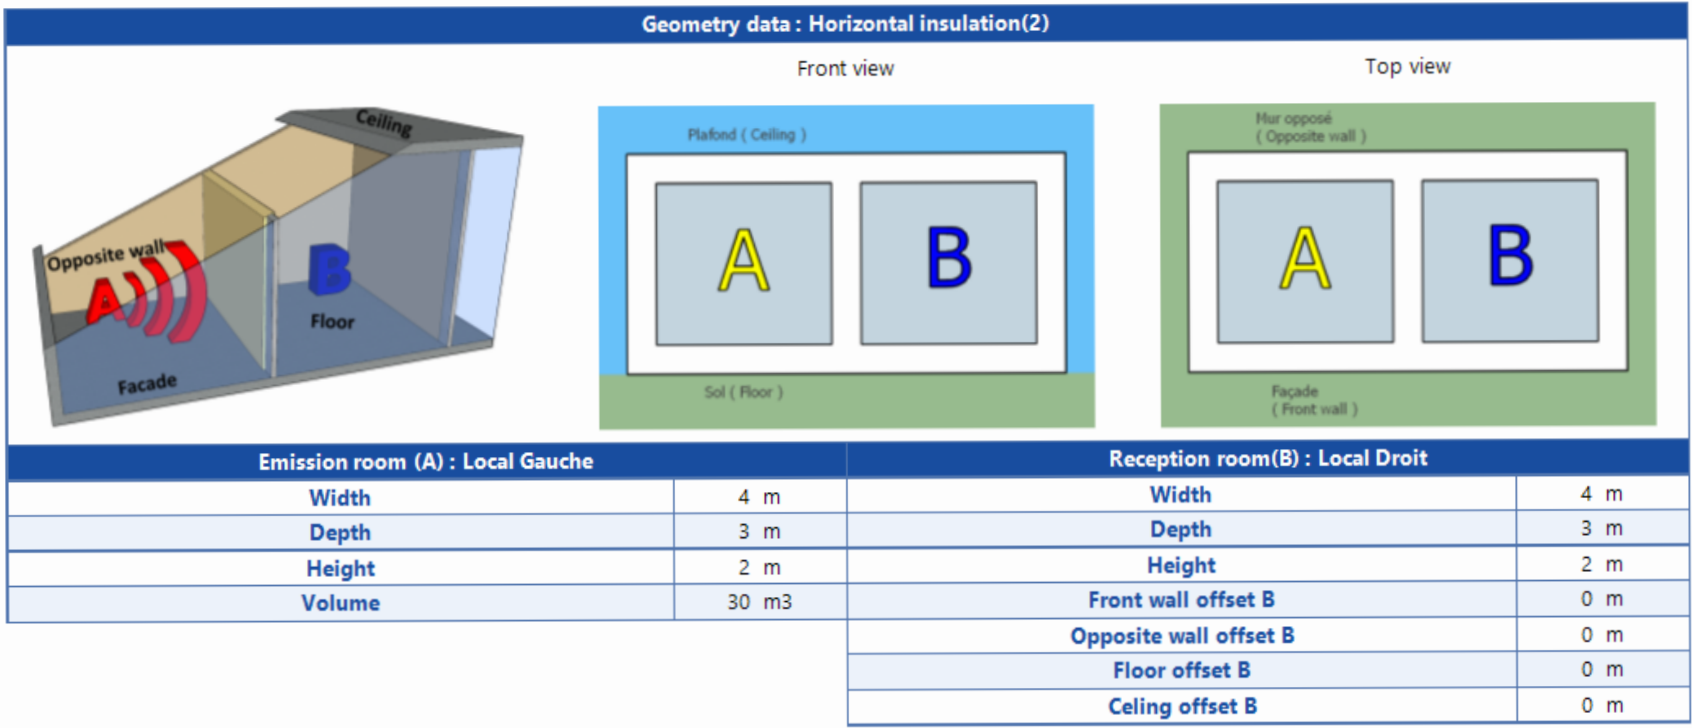 Geometry data : Horizontal insulation(2)
Front view
Top view
Ceiling
Opposite wall
A
B
Floor
Facade
Plafond ( Ceiling )
A
B
Sol ( Floor )
Mur opposé
( Opposite wall )
A
B
Façade
( Front wall )
Emission room (A) : Local Gauche
Width 4 m
Depth 3 m
Height 2 m
Volume 30 m3
Reception room(B) : Local Droit
Width 4 m
Depth 3 m
Height 2 m
Front wall offset B 0 m
Opposite wall offset B 0 m
Floor offset B 0 m
Celing offset B 0 m